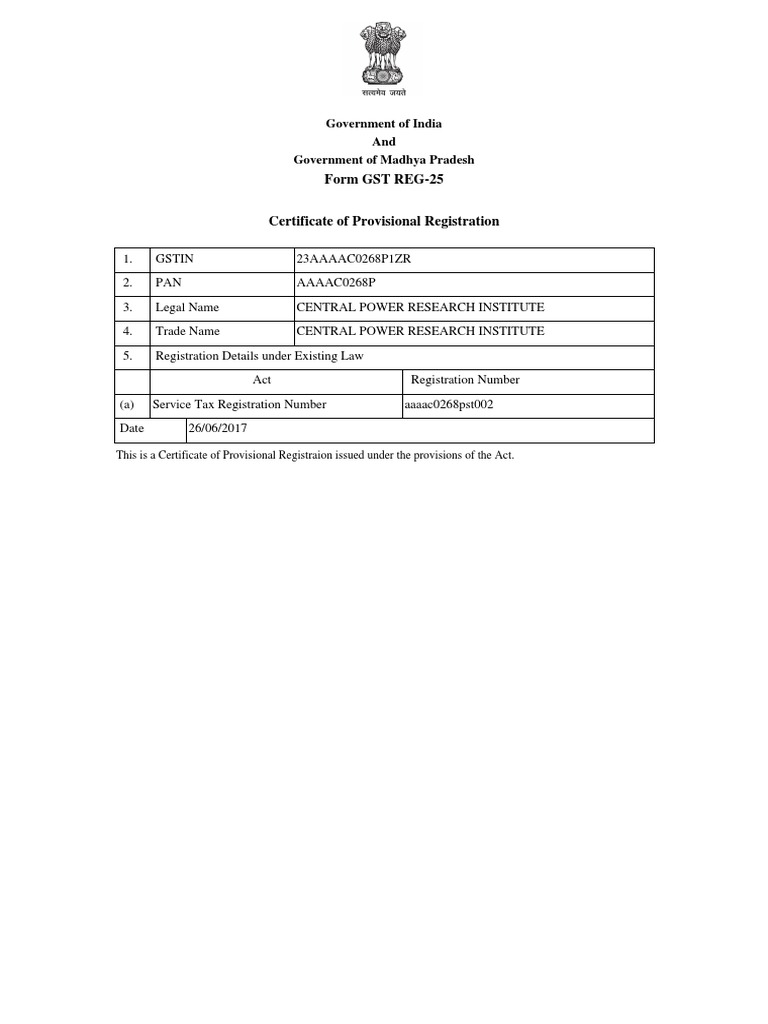 सत्यमेव जयते
Government of India
And
Government of Madhya Pradesh
Form GST REG-25
Certificate of Provisional Registration
1. GSTIN 23AAAAC0268P1ZR
2. PAN AAAAC0268P
3. Legal Name CENTRAL POWER RESEARCH INSTITUTE
4. Trade Name CENTRAL POWER RESEARCH INSTITUTE
5. Registration Details under Existing Law
Act Registration Number
(a) Service Tax Registration Number aaaac0268pst002
Date 26/06/2017
This is a Certificate of Provisional Registraion issued under the provisions of the Act.